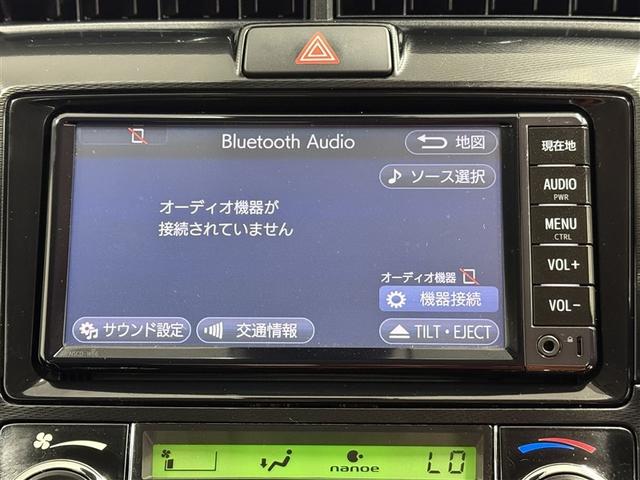 Bluetooth Audio
地図
ソース選択
オーディオ機器が
接続されていません
オーディオ機器
機器接続
サウンド設定
交通情報
TILT・EJECT
現在地
AUDIO
PWR
MENU
CTRL
VOL+
VOL-
nanoe
LO